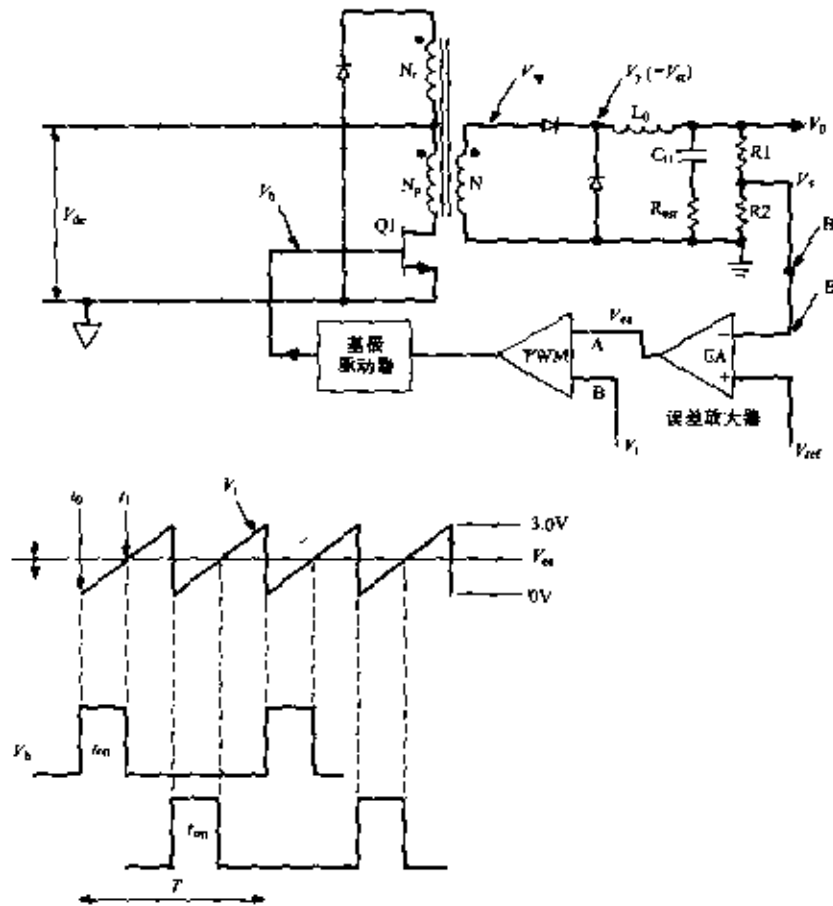 Nr
Vsp
Vy (=Vsr)
L0
V0
C0
R1
Np
N
Vs
Vb
Vdc
Resr
R2
Q1
B
E
Vea
基极
驱动器
PWM
A
B
EA
误差放大器
Vt
Vref
t0
t1
Vt
3.0V
Vea
0V
Vb
ton
ton
T